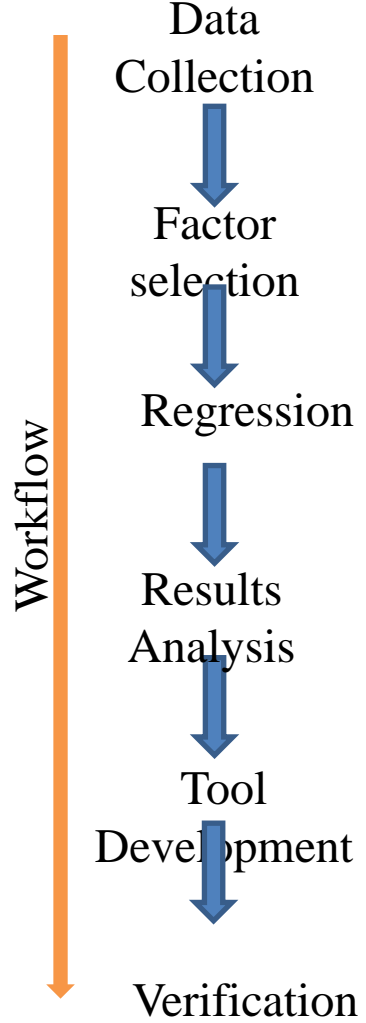 Data
Collection
Factor
selection
Regression
Workflow
Results
Analysis
Tool
Development
Verification